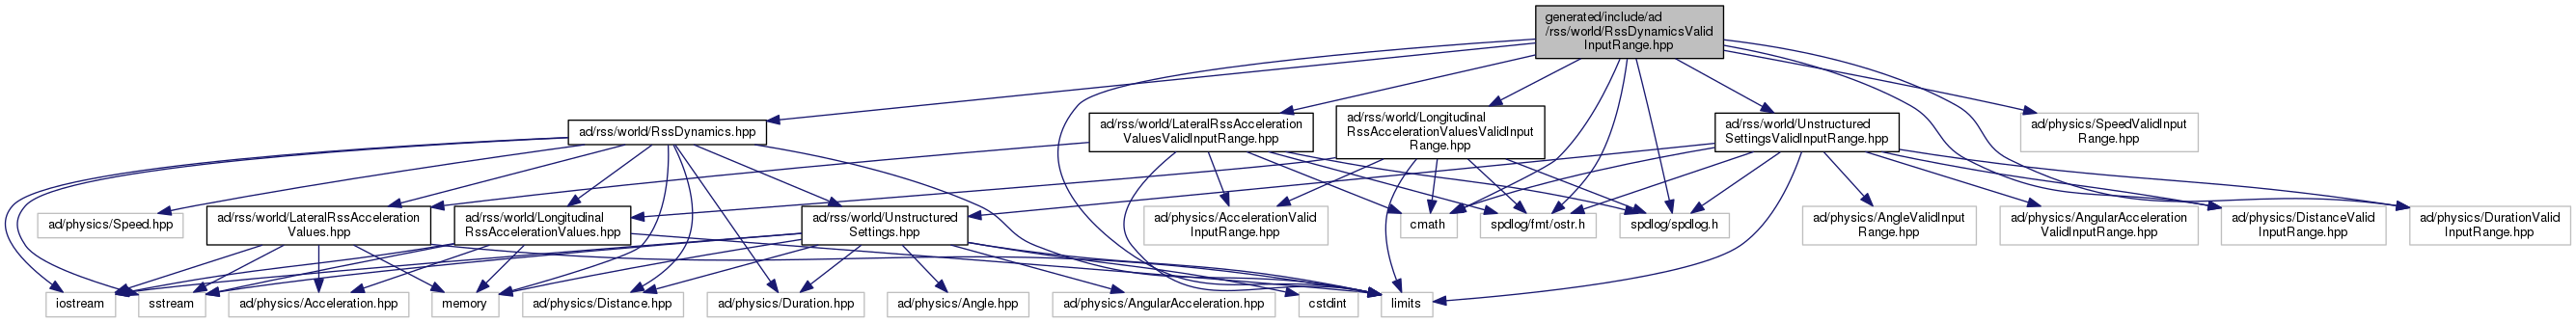 generated/include/ad
/rss/world/RssDynamicsValid
InputRange.hpp
ad/rss/world/RssDynamics.hpp
ad/rss/world/LateralRssAcceleration
ValuesValidInputRange.hpp
ad/rss/world/Longitudinal
RssAccelerationValuesValidInput
Range.hpp
ad/rss/world/Unstructured
SettingsValidInputRange.hpp
ad/physics/SpeedValidInput
Range.hpp
ad/physics/Speed.hpp
ad/rss/world/LateralRssAcceleration
Values.hpp
ad/rss/world/Longitudinal
RssAccelerationValues.hpp
ad/rss/world/Unstructured
Settings.hpp
ad/physics/AccelerationValid
InputRange.hpp
cmath
spdlog/fmt/ostr.h
spdlog/spdlog.h
ad/physics/AngleValidInput
Range.hpp
ad/physics/AngularAcceleration
ValidInputRange.hpp
ad/physics/DistanceValid
InputRange.hpp
ad/physics/DurationValid
InputRange.hpp
iostream
sstream
ad/physics/Acceleration.hpp
memory
ad/physics/Distance.hpp
ad/physics/Duration.hpp
ad/physics/Angle.hpp
ad/physics/AngularAcceleration.hpp
cstdint
limits